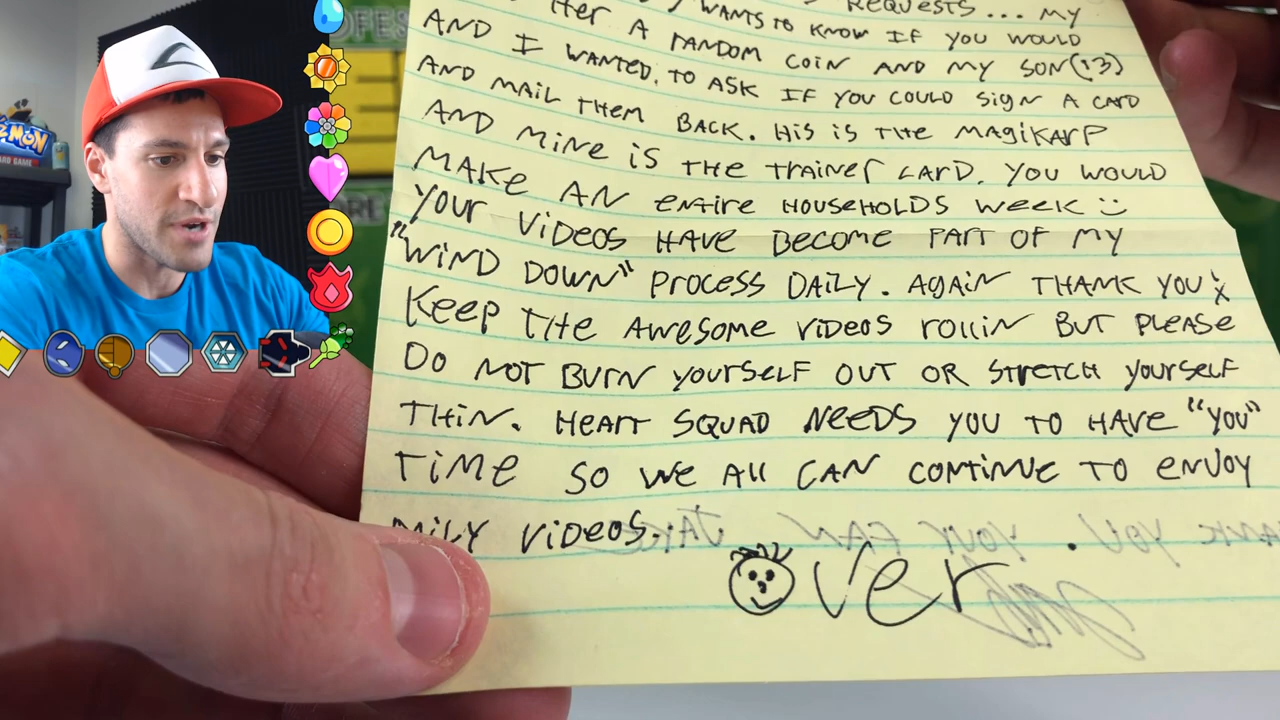 REQUESTS... MY
WANTS TO KNOW IF YOU WOULD
HER A RANDOM COIN AND MY SON (13)
AND I WANTED. TO ASK IF YOU COULD SIGN A CARD
AND MAIL THEM BACK. HIS IS THE MAGIKARP
AND MINE IS THE TRAINER CARD. YOU WOULD
MAKE AN ENTIRE HOUSEHOLDS WEEK :)
YOUR VIDEOS HAVE BECOME PART OF MY
"WIND DOWN" PROCESS DAILY. AGAIN THANK YOU
KEEP THE AWESOME VIDEOS ROLLIN BUT PLEASE
DO NOT BURN YOURSELF OUT OR STRETCH YOURSELF
THIN. HEART SQUAD NEEDS YOU TO HAVE "YOU"
TIME SO WE All CAN CONTINUE TO ENJOY
VIDEOS.
Over